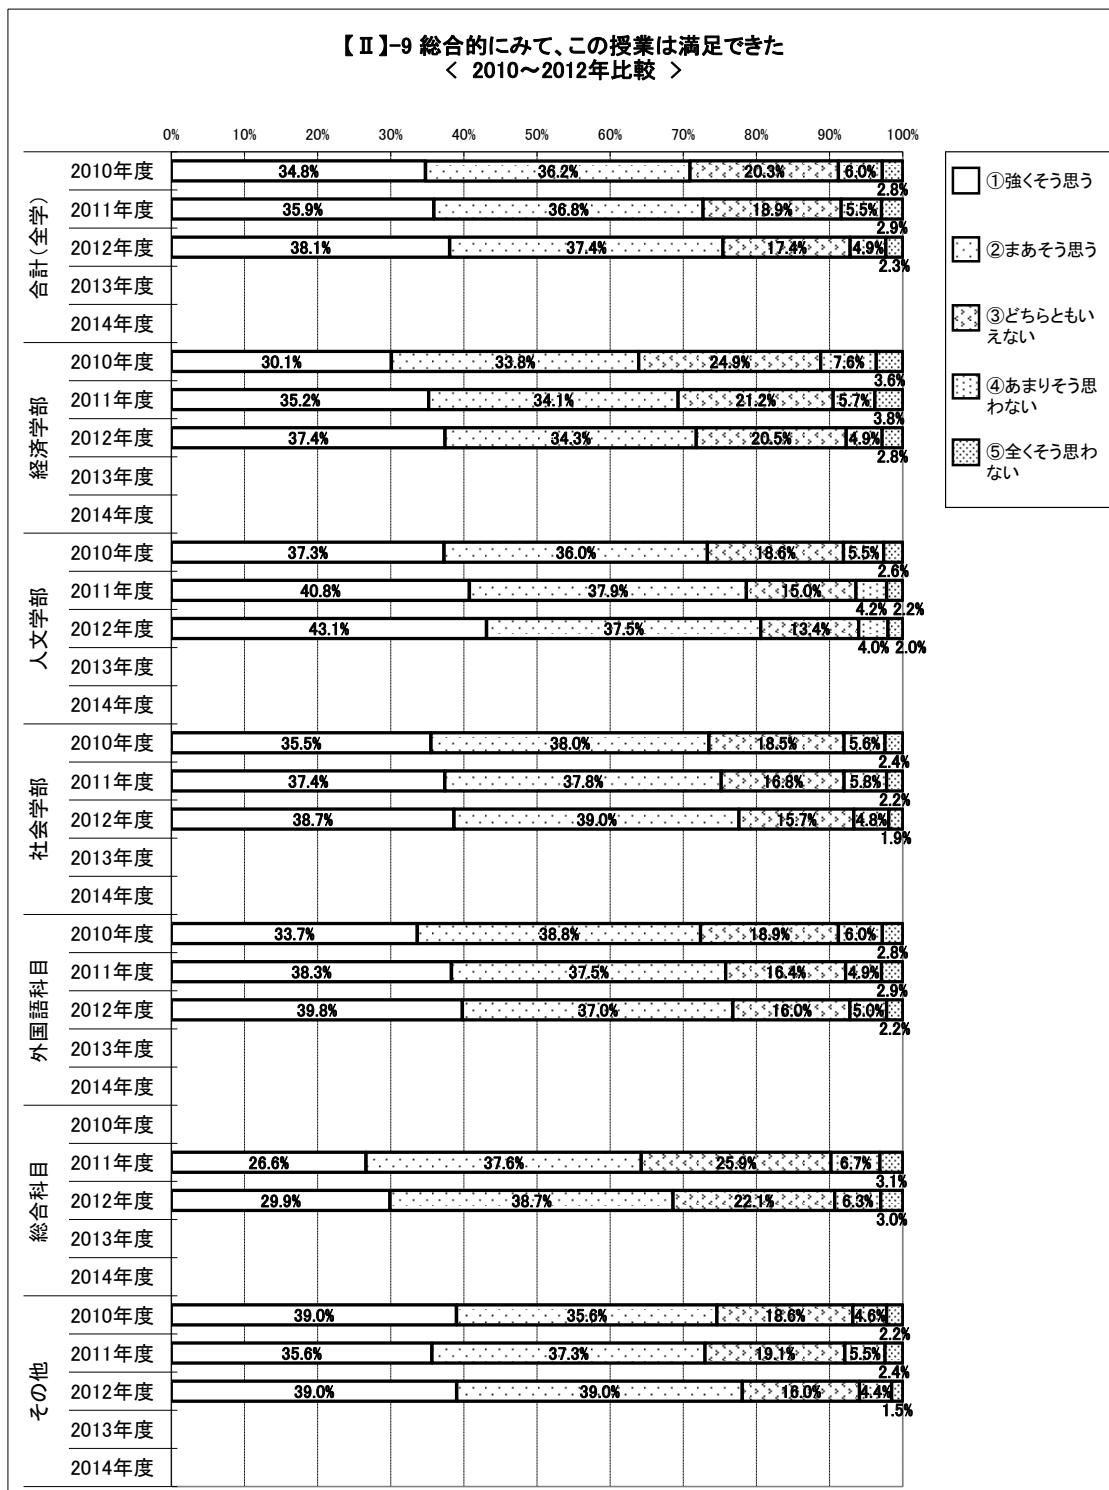 【Ⅱ】-9 総合的にみて、この授業は満足できた
< 2010～2012年比較 >
0% 10% 20% 30% 40% 50% 60% 70% 80% 90% 100%
合計(全学)
2010年度 34.8% 36.2% 20.3% 6.0% 2.8%
2011年度 35.9% 36.8% 18.9% 5.5% 2.9%
2012年度 38.1% 37.4% 17.4% 4.9% 2.3%
2013年度
2014年度
経済学部
2010年度 30.1% 33.8% 24.9% 7.6% 3.6%
2011年度 35.2% 34.1% 21.2% 5.7% 3.8%
2012年度 37.4% 34.3% 20.5% 4.9% 2.8%
2013年度
2014年度
人文学部
2010年度 37.3% 36.0% 18.6% 5.5% 2.6%
2011年度 40.8% 37.9% 15.0% 4.2% 2.2%
2012年度 43.1% 37.5% 13.4% 4.0% 2.0%
2013年度
2014年度
社会学部
2010年度 35.5% 38.0% 18.5% 5.6% 2.4%
2011年度 37.4% 37.8% 16.8% 5.8% 2.2%
2012年度 38.7% 39.0% 15.7% 4.8% 1.9%
2013年度
2014年度
外国語科目
2010年度 33.7% 38.8% 18.9% 6.0% 2.8%
2011年度 38.3% 37.5% 16.4% 4.9% 2.9%
2012年度 39.8% 37.0% 16.0% 5.0% 2.2%
2013年度
2014年度
総合科目
2010年度
2011年度 26.6% 37.6% 25.9% 6.7% 3.1%
2012年度 29.9% 38.7% 22.1% 6.3% 3.0%
2013年度
2014年度
その他
2010年度 39.0% 35.6% 18.6% 4.6% 2.2%
2011年度 35.6% 37.3% 19.1% 5.5% 2.4%
2012年度 39.0% 39.0% 16.0% 4.4% 1.5%
2013年度
2014年度
①強くそう思う
②まあそう思う
③どちらともい
えない
④あまりそう思
わない
⑤全くそう思わ
ない